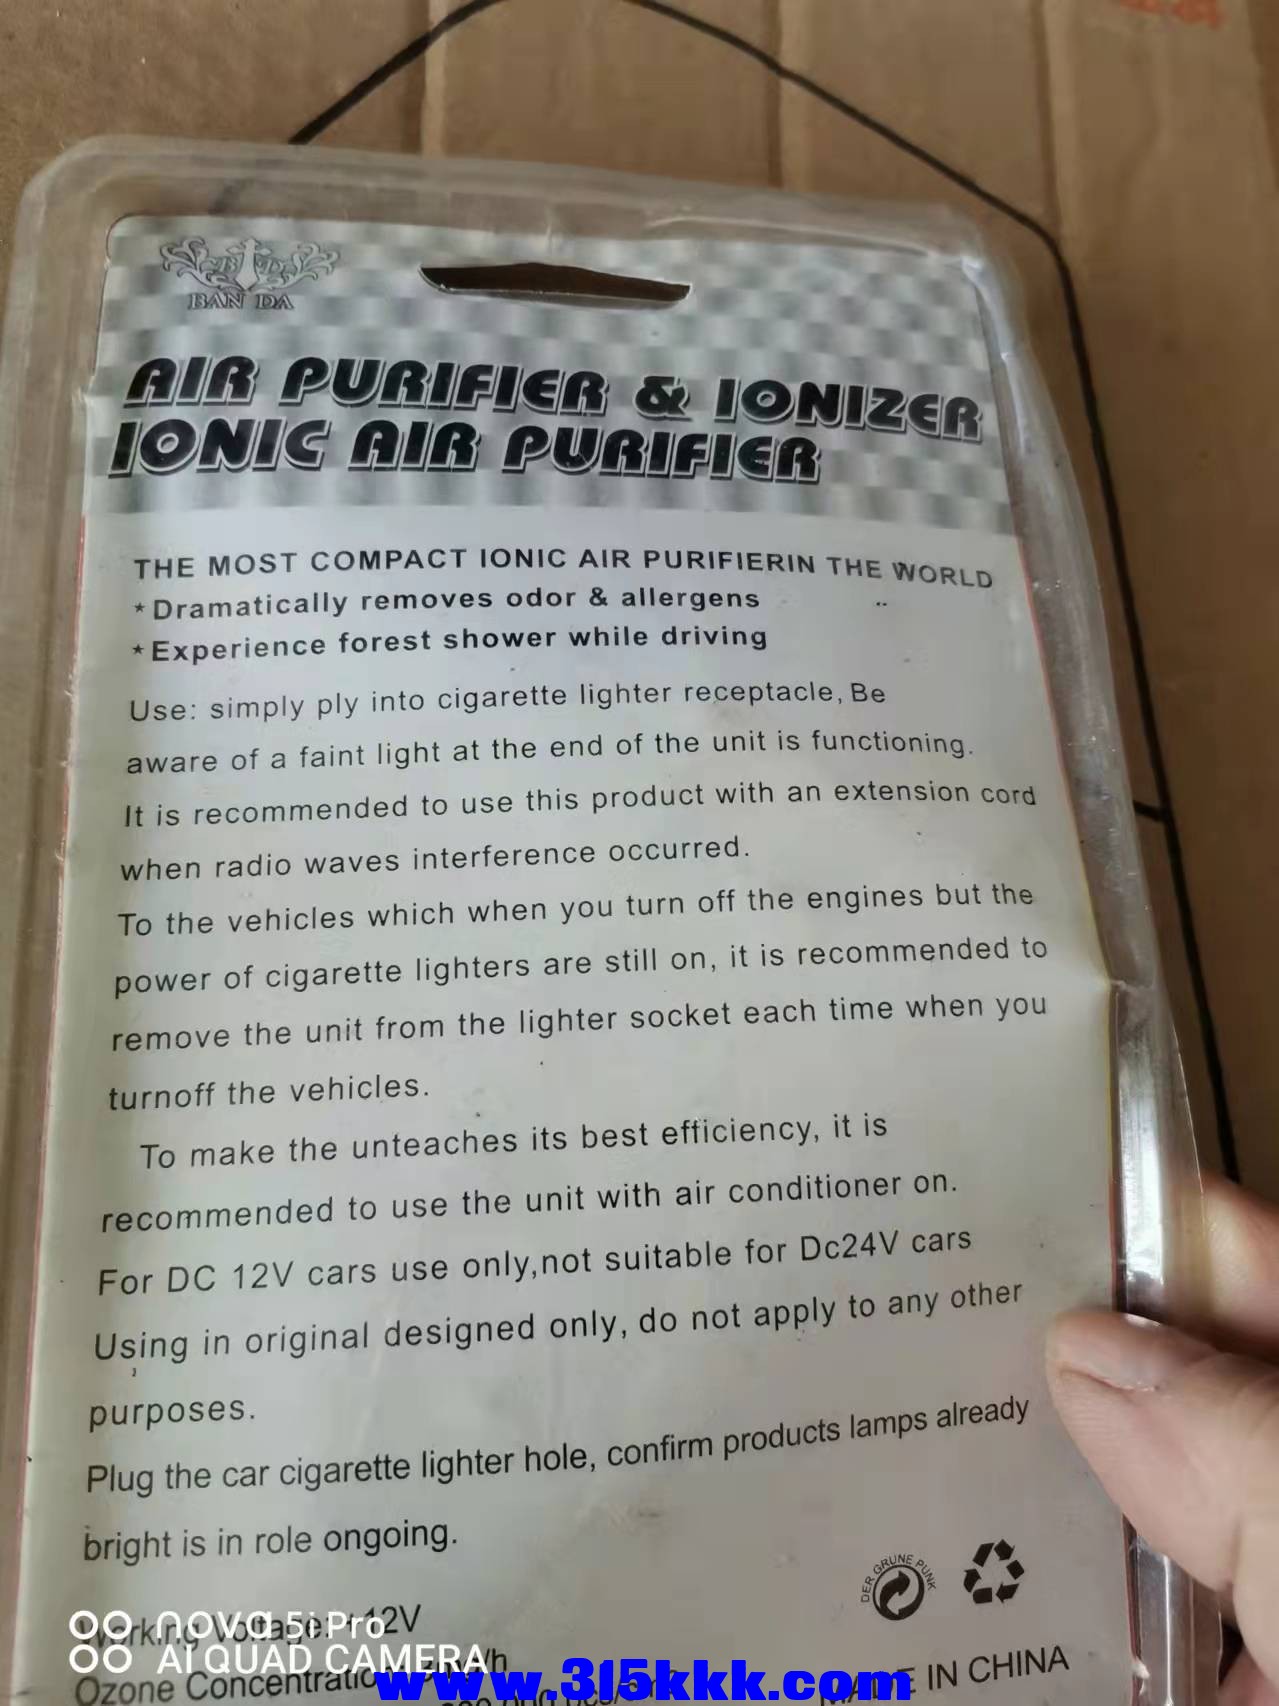 B D
BAN DA
AIR PURIFIER & IONIZER
IONIC AIR PURIFIER
THE MOST COMPACT IONIC AIR PURIFIERIN THE WORLD
*Dramatically removes odor & allergens
*Experience forest shower while driving
Use: simply ply into cigarette lighter receptacle, Be
aware of a faint light at the end of the unit is functioning.
It is recommended to use this product with an extension cord
when radio waves interference occurred.
To the vehicles which when you turn off the engines but the
power of cigarette lighters are still on, it is recommended to
remove the unit from the lighter socket each time when you
turnoff the vehicles.
To make the unteaches its best efficiency, it is
recommended to use the unit with air conditioner on.
For DC 12V cars use only,not suitable for Dc24V cars
Using in original designed only, do not apply to any other
purposes.
Plug the car cigarette lighter hole, confirm products lamps already
bright is in role ongoing.
DER GRÜNE PUNKT
Working Voltage: +12V
Ozone Concentration:
MADE IN CHINA
nova 5i Pro
AI QUAD CAMERA
www.315kkk.com